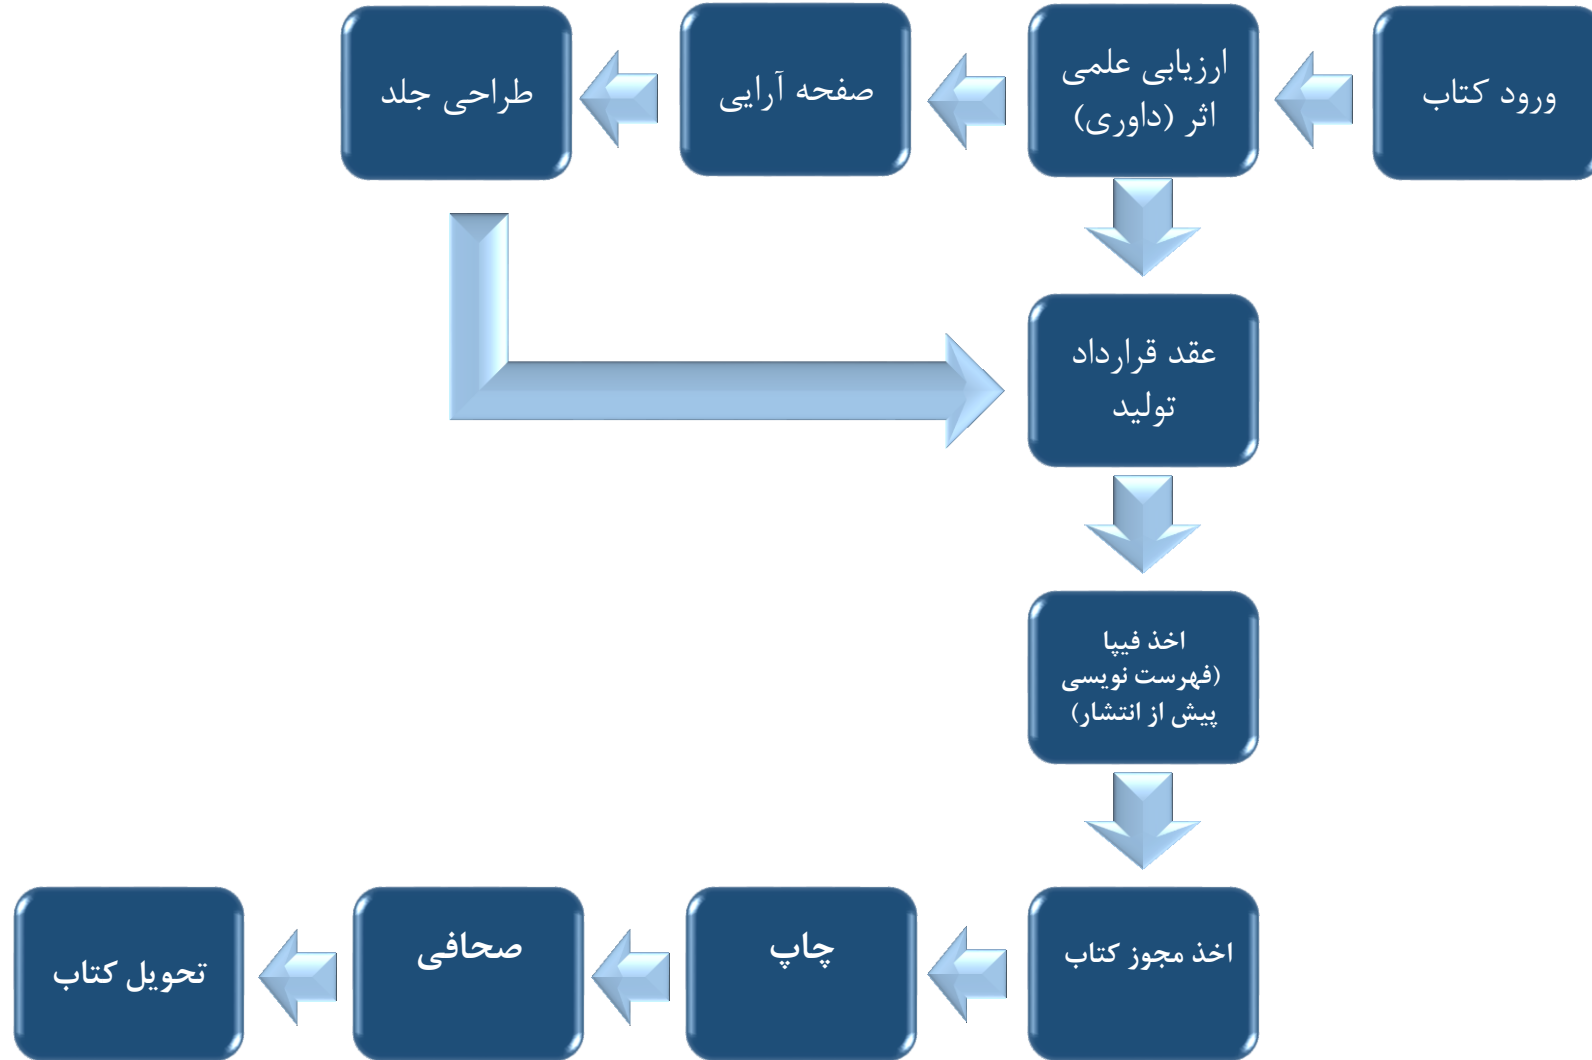 ورود کتاب
ارزیابی علمی
اثر (داوری)
صفحه آرایی
طراحی جلد
عقد قرارداد
تولید
اخذ فیپا
(فهرست نویسی
پیش از انتشار)
اخذ مجوز کتاب
چاپ
صحافی
تحویل کتاب